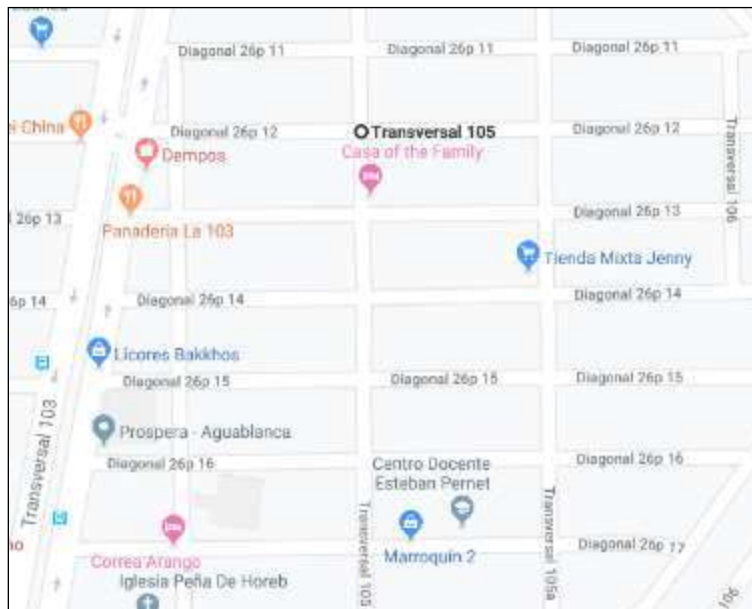 Diagonal 26p 11
Diagonal 26p 11
Diagonal 26p 11
China
Diagonal 26p 12
Transversal 105
Diagonal 26p 12
Dempos
Casa of the Family
Transversal 106
l 26p 13
Diagonal 26p 13
Panaderia La 103
Tienda Mixta Jenny
6p 14
Diagonal 26p 14
Diagonal 26p 14
Licores Bakkhos
Diagonal 26p 15
Diagonal 26p 15
Diagonal 26p 15
Transversal 103
Prospera - Aguablanca
Diagonal 26p 16
Centro Docente
Esteban Pernet
Diagonal 26p 16
Transversal 105
Transversal 105a
Correa Arango
Marroquin 2
Diagonal 26p 17
Iglesia Peña De Horeb
106